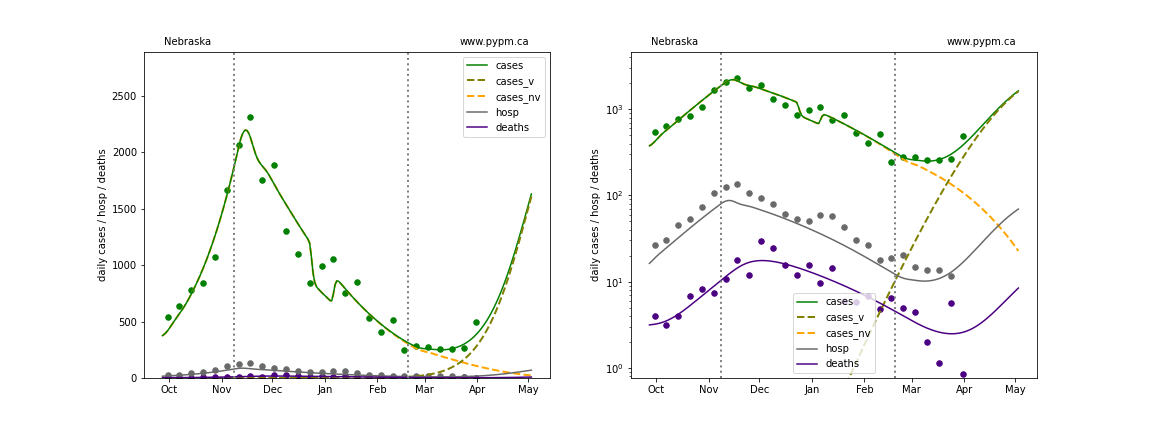 Nebraska www.pypm.ca
cases
cases_v
cases_nv
hosp
deaths
daily cases / hosp / deaths
2500
2000
1500
1000
500
0
Oct Nov Dec Jan Feb Mar Apr May
Nebraska www.pypm.ca
daily cases / hosp / deaths
10³
10²
10¹
10⁰
cases
cases_v
cases_nv
hosp
deaths
Oct Nov Dec Jan Feb Mar Apr May